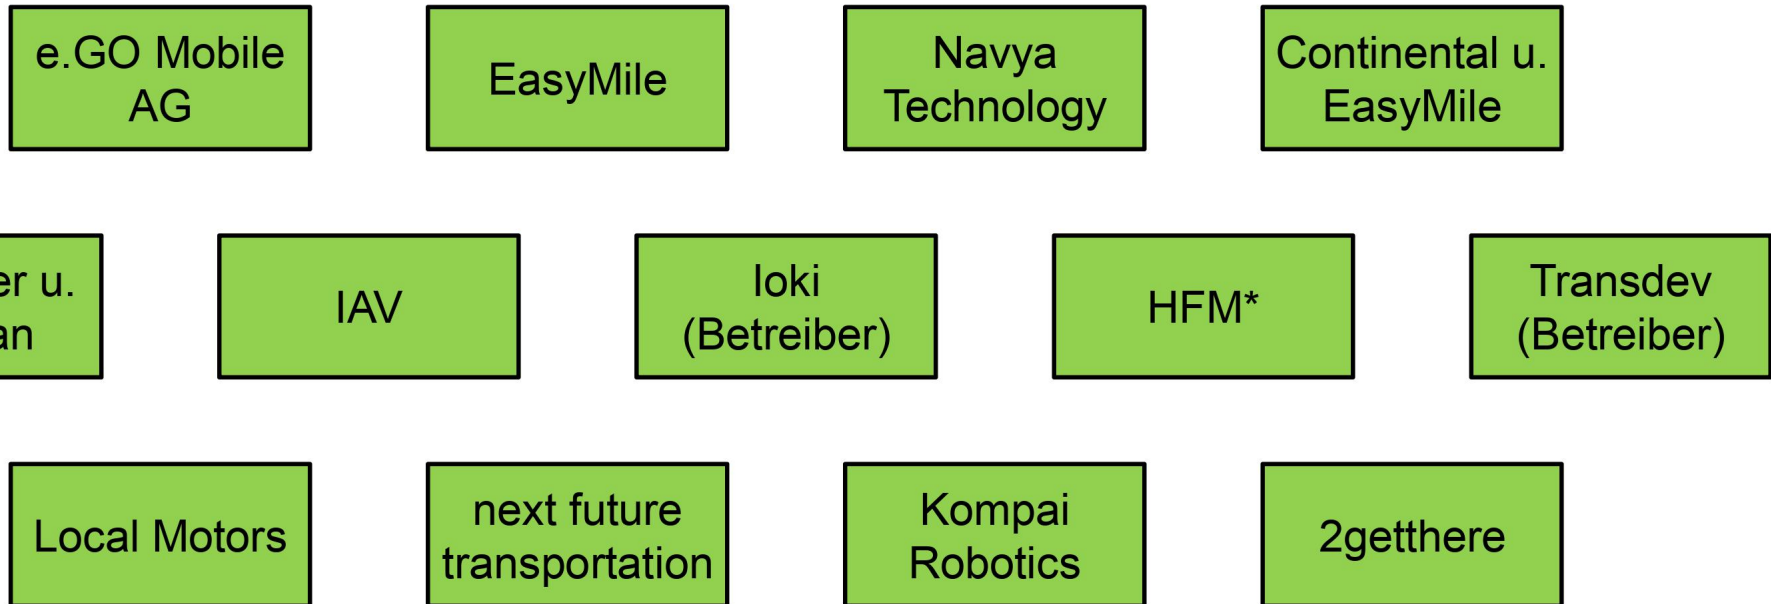 e.GO Mobile
AG
EasyMile
Navya
Technology
Continental u.
EasyMile
u.
IAV
Ioki
(Betreiber)
HFM*
Transdev
(Betreiber)
Local Motors
next future
transportation
Kompai
Robotics
2getthere